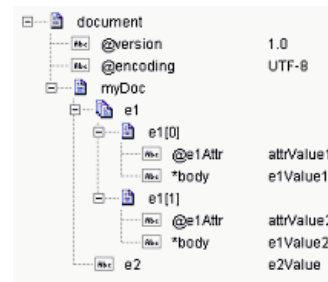 document
@version 1.0
@encoding UTF-8
myDoc
e1
e1[0]
@e1Attr attrValue1
*body e1Value1
e1[1]
@e1Attr attrValue2
*body e1Value2
e2 e2Value